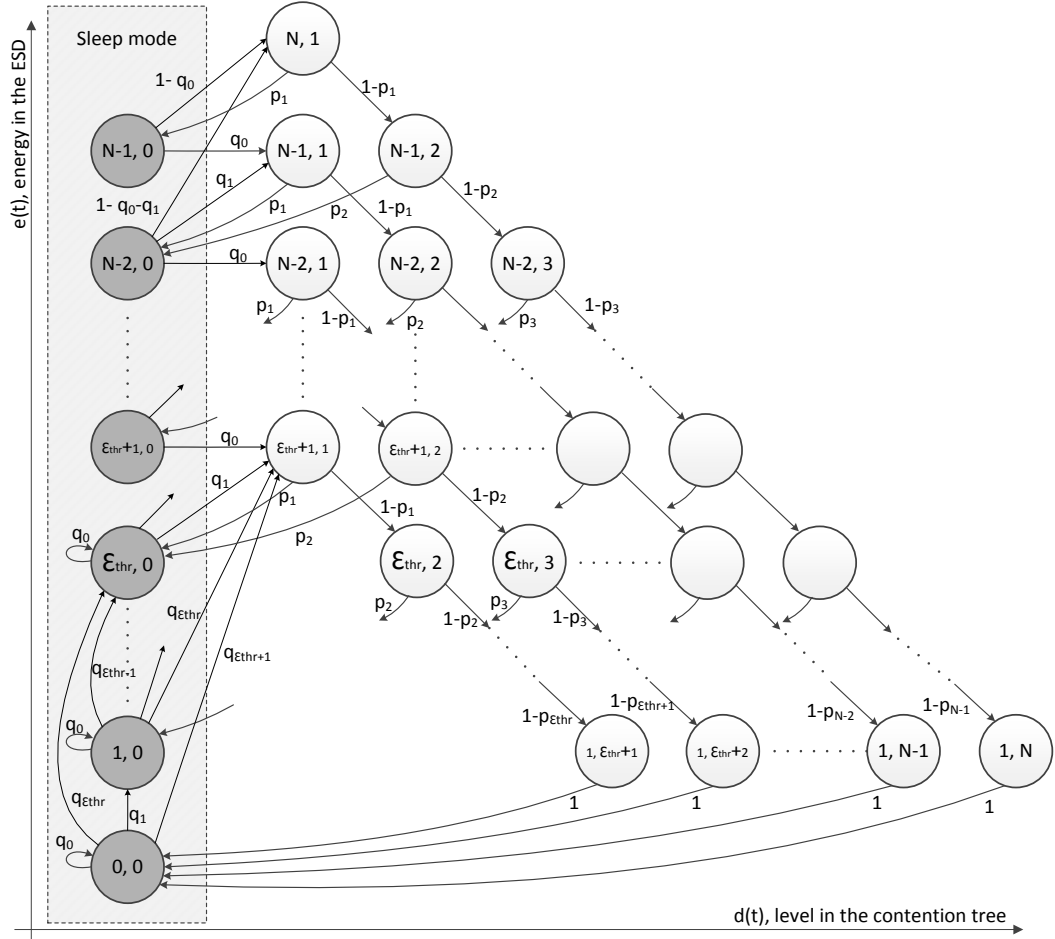 Sleep mode
e(t), energy in the ESD
N, 1
1- q₀
p₁
1-p₁
N-1, 0
q₀
N-1, 1
N-1, 2
q₁
1- q₀-q₁
p₁
1-p₁
p₂
1-p₂
N-2, 0
q₀
N-2, 1
N-2, 2
N-2, 3
p₁
1-p₁
p₂
p₃
1-p₃
εthr+1, 0
q₀
εthr+1, 1
εthr+1, 2
q₁
p₁
1-p₁
1-p₂
q₀
p₂
εthr, 0
εthr, 2
εthr, 3
qεthr
p₂
1-p₂
p₃
1-p₃
qεthr-1
qεthr+1
q₀
1, 0
1-pεthr
1-pεthr+1
1-pN-2
1-pN-1
1, εthr+1
1, εthr+2
1, N-1
1, N
qεthr
q₁
1
1
1
1
q₀
0, 0
d(t), level in the contention tree